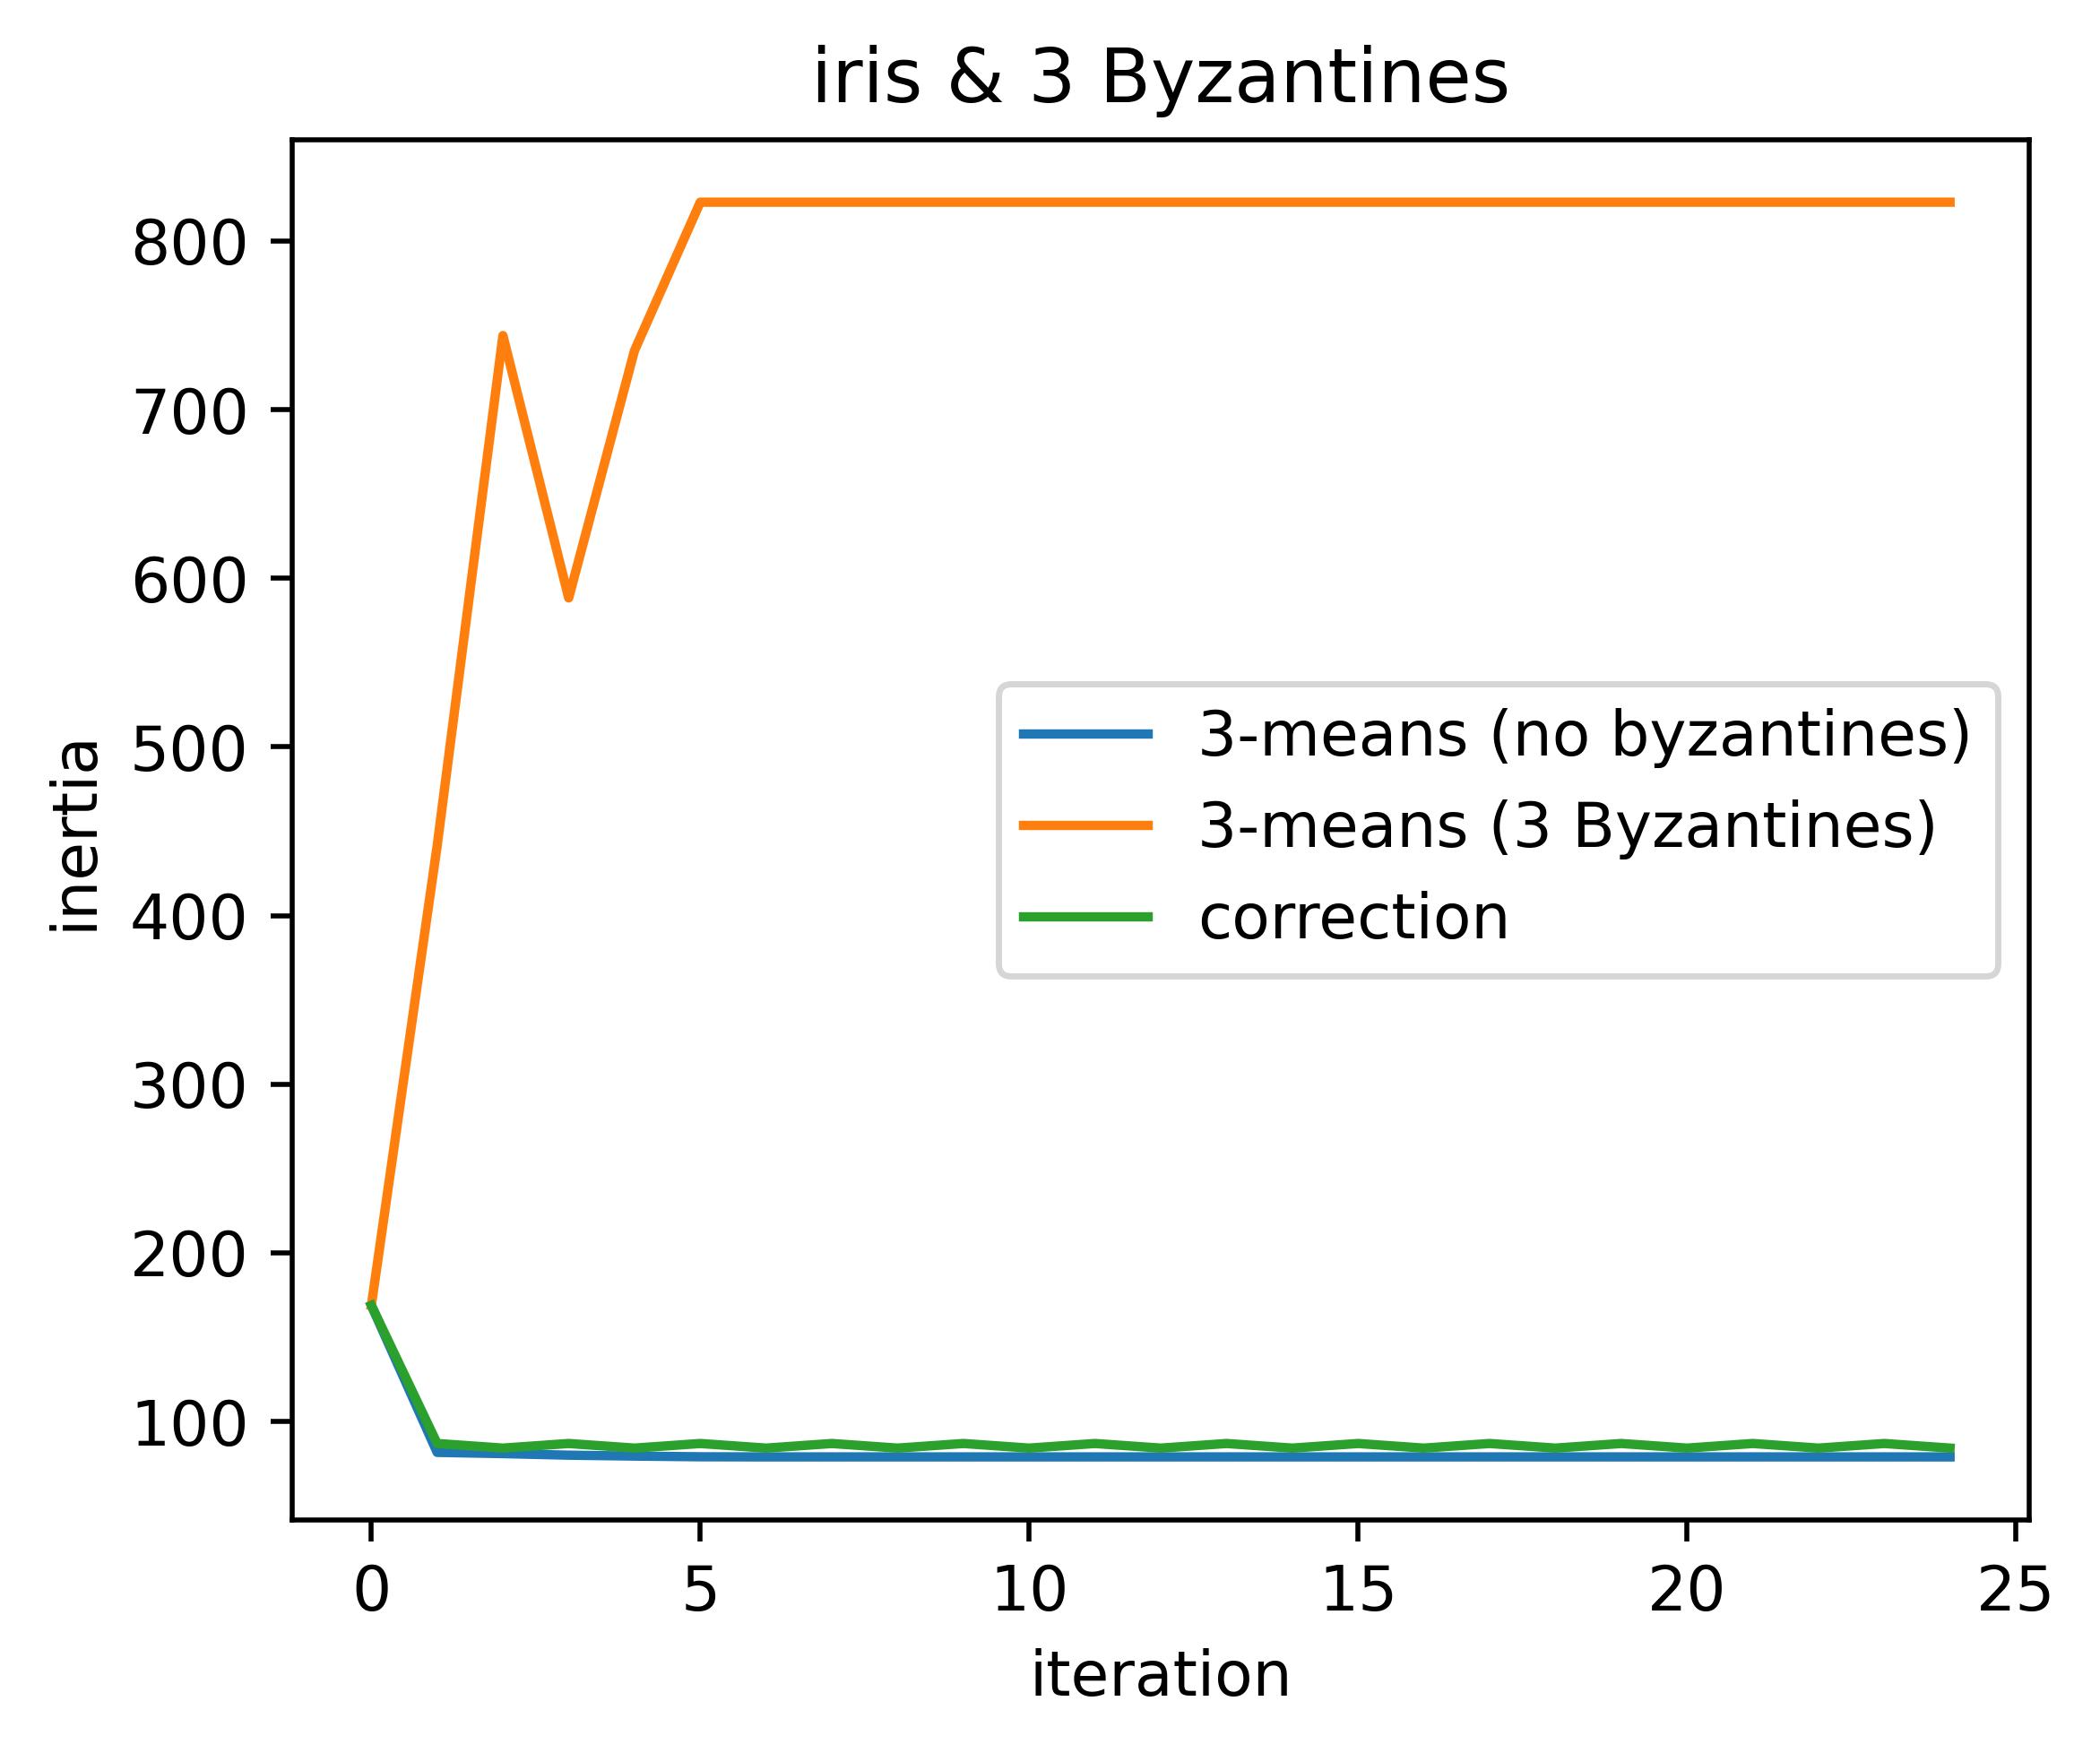 iris & 3 Byzantines
800
700
600
500
400
300
200
100
inertia
3-means (no byzantines)
3-means (3 Byzantines)
correction
0 5 10 15 20 25
iteration